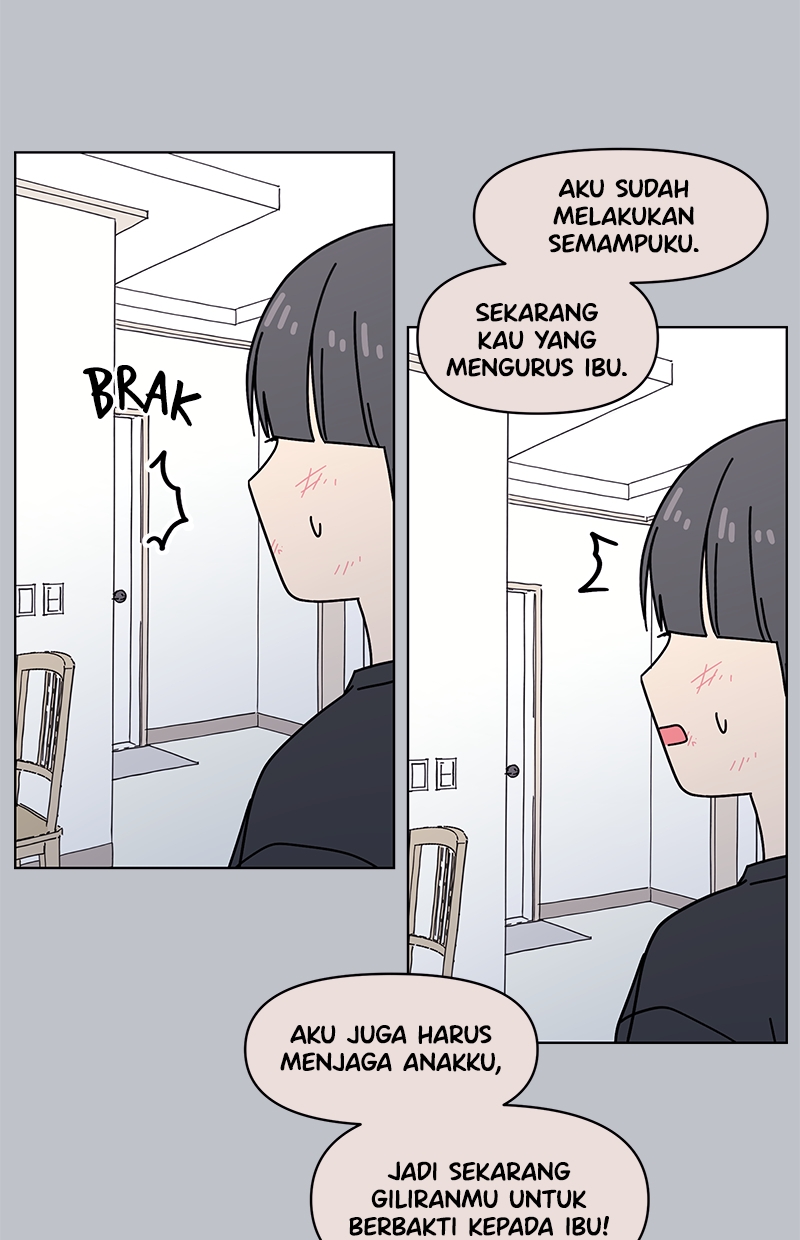 BRAK
AKU SUDAH
MELAKUKAN
SEMAMPUKU.
SEKARANG
KAU YANG
MENGURUS IBU.
AKU JUGA HARUS
MENJAGA ANAKKU,
JADI SEKARANG
GILIRANMU UNTUK
BERBAKTI KEPADA IBU!